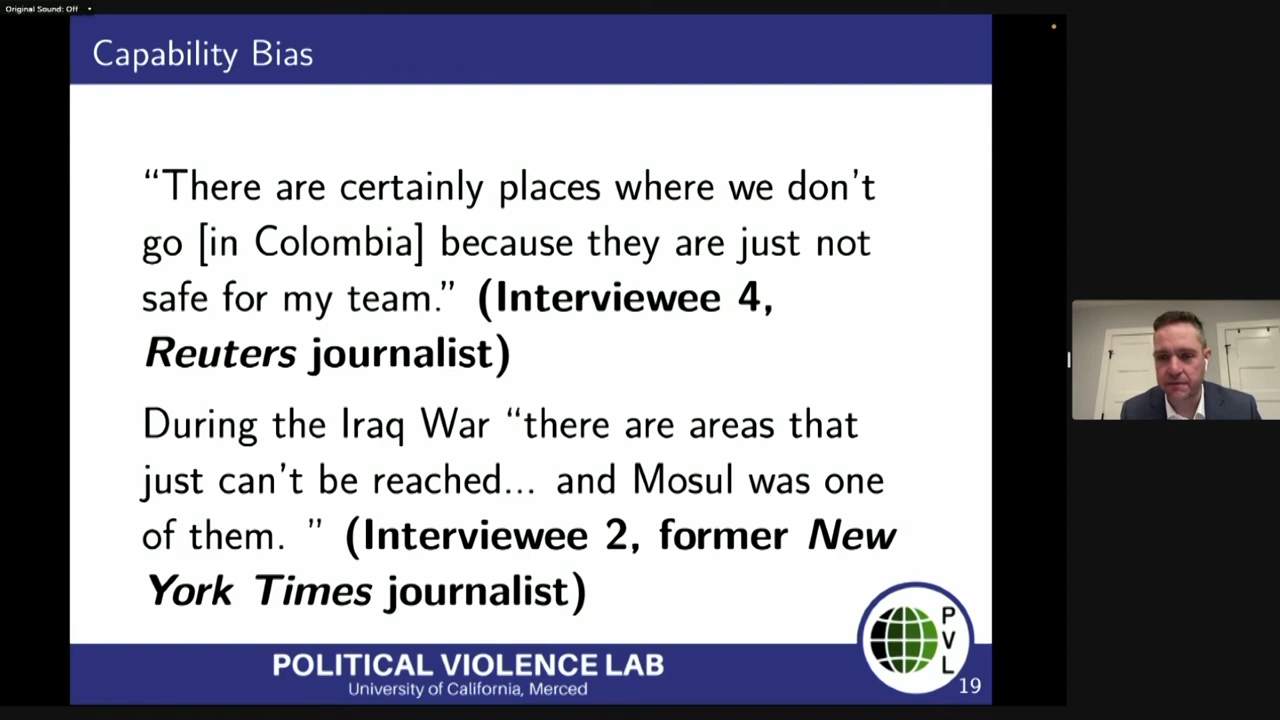 Original Sound: Off
Capability Bias
“There are certainly places where we don’t
go [in Colombia] because they are just not
safe for my team.” (Interviewee 4,
Reuters journalist)
During the Iraq War “there are areas that
just can’t be reached... and Mosul was one
of them. ” (Interviewee 2, former New
York Times journalist)
PVL
POLITICAL VIOLENCE LAB
University of California, Merced
19